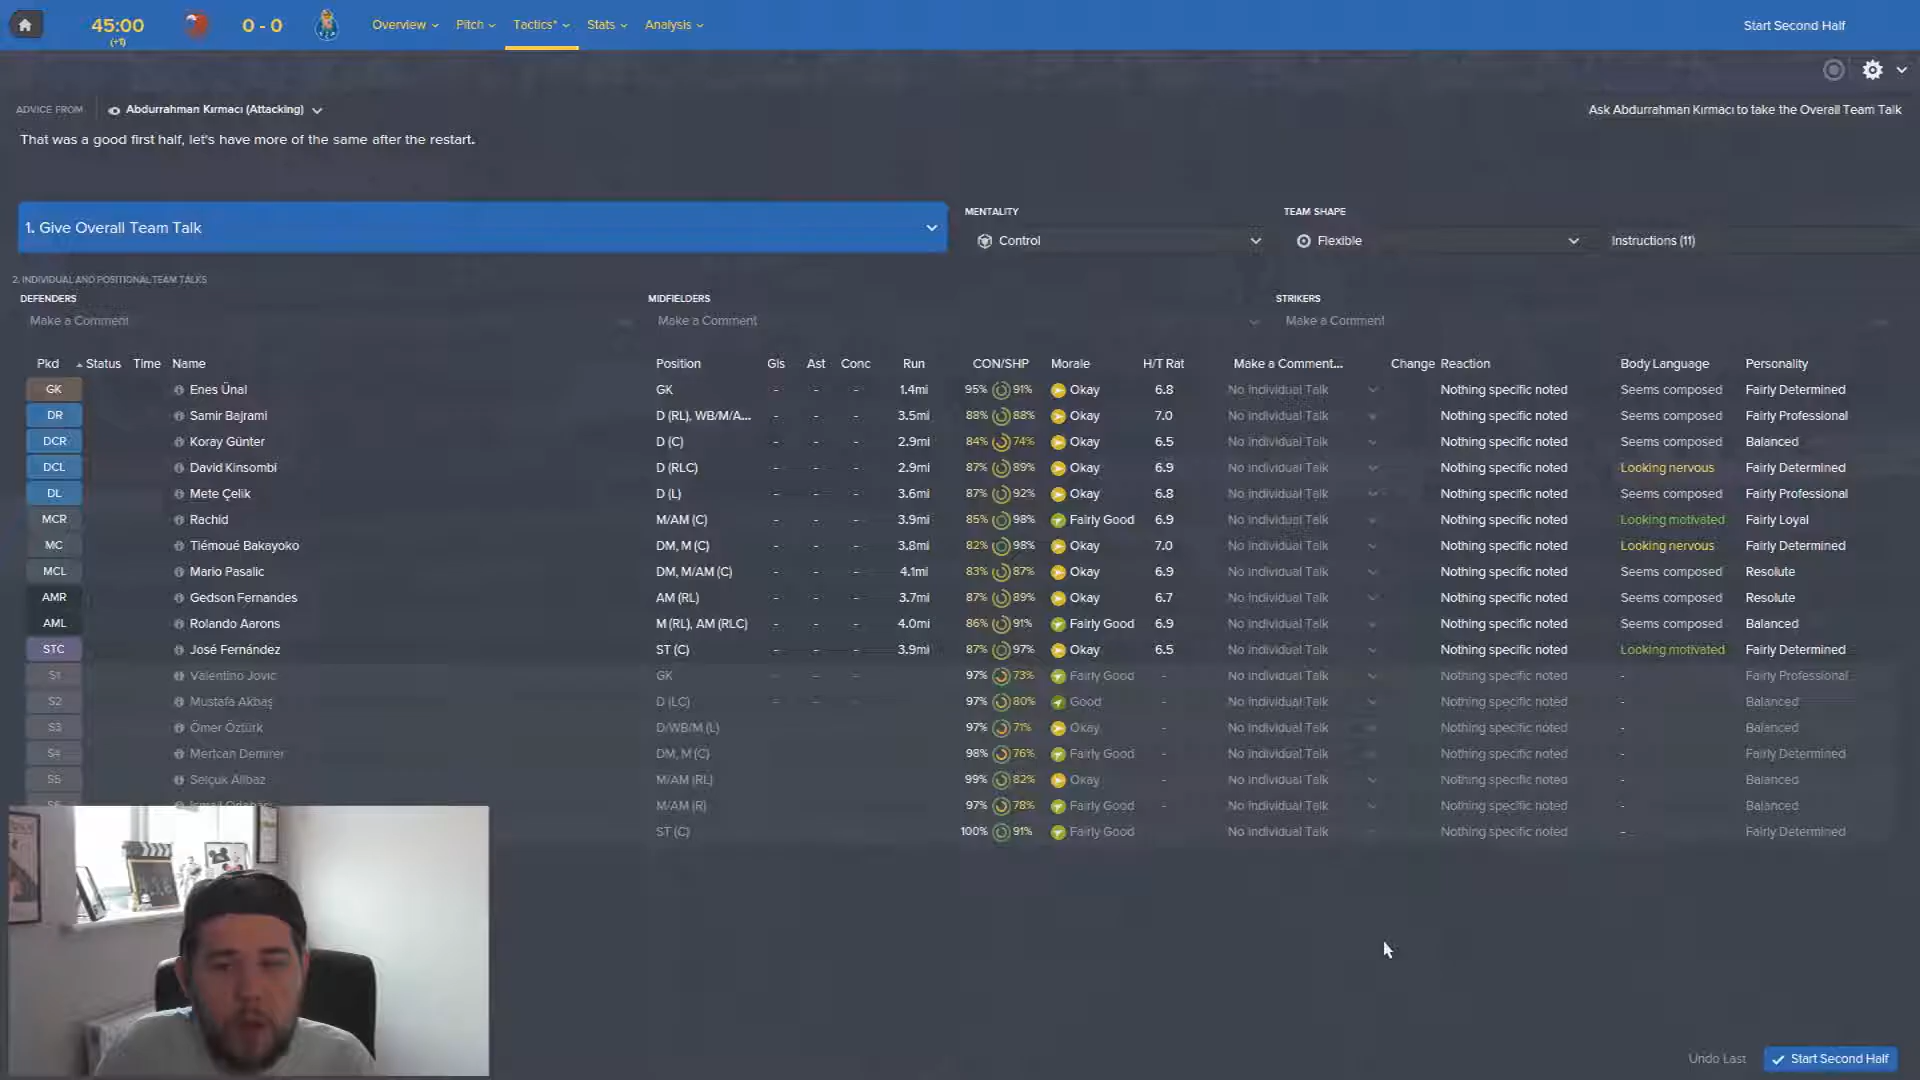 45:00
(+1)
0 - 0
Overview
Pitch
Tactics*
Stats
Analysis
Start Second Half
ADVICE FROM
Abdurrahman Kırmacı (Attacking)
Ask Abdurrahman Kırmacı to take the Overall Team Talk
That was a good first half, let's have more of the same after the restart.
1. Give Overall Team Talk
MENTALITY
Control
TEAM SHAPE
Flexible
Instructions (11)
2. INDIVIDUAL AND POSITIONAL TEAM TALKS
DEFENDERS
MIDFIELDERS
STRIKERS
Make a Comment
Make a Comment
Make a Comment
Pkd Status Time Name Position Gls Ast Conc Run CON/SHP Morale H/T Rat Make a Comment... Change Reaction Body Language Personality
GK Enes Ünal GK - - - 1.4mi 95% 91% Okay 6.8 No Individual Talk Nothing specific noted Seems composed Fairly Determined
DR Samir Bajrami D (RL), WB/M/A... - - - 3.5mi 88% 88% Okay 7.0 No Individual Talk Nothing specific noted Seems composed Fairly Professional
DCR Koray Günter D (C) - - - 2.9mi 84% 74% Okay 6.5 No Individual Talk Nothing specific noted Seems composed Balanced
DCL David Kinsombi D (RLC) - - - 2.9mi 87% 89% Okay 6.9 No Individual Talk Nothing specific noted Looking nervous Fairly Determined
DL Mete Çelik D (L) - - - 3.6mi 87% 92% Okay 6.8 No Individual Talk Nothing specific noted Seems composed Fairly Professional
MCR Rachid M/AM (C) - - - 3.9mi 85% 98% Fairly Good 6.9 No Individual Talk Nothing specific noted Looking motivated Fairly Loyal
MC Tiémoué Bakayoko DM, M (C) - - - 3.8mi 82% 98% Okay 7.0 No Individual Talk Nothing specific noted Looking nervous Fairly Determined
MCL Mario Pasalic DM, M/AM (C) - - - 4.1mi 83% 87% Okay 6.9 No Individual Talk Nothing specific noted Seems composed Resolute
AMR Gedson Fernandes AM (RL) - - - 3.7mi 87% 89% Okay 6.7 No Individual Talk Nothing specific noted Seems composed Resolute
AML Rolando Aarons M (RL), AM (RLC) - - - 4.0mi 86% 91% Fairly Good 6.9 No Individual Talk Nothing specific noted Seems composed Balanced
STC José Fernández ST (C) - - - 3.9mi 87% 97% Okay 6.5 No Individual Talk Nothing specific noted Looking motivated Fairly Determined
S1 Valentino Jovic GK - - - 97% 73% Fairly Good - No Individual Talk Nothing specific noted - Fairly Professional
S2 Mustafa Akbaş D (LC) - - - 97% 80% Good - No Individual Talk Nothing specific noted - Balanced
S3 Ömer Öztürk D/WB/M (L) 97% 71% Okay - No Individual Talk Nothing specific noted - Balanced
S4 Mertcan Demirer DM, M (C) 98% 76% Fairly Good - No Individual Talk Nothing specific noted - Fairly Determined
S5 Selçuk Alibaz M/AM (RL) 99% 82% Okay - No Individual Talk Nothing specific noted - Balanced
S6 M/AM (R) 97% 78% Fairly Good - No Individual Talk Nothing specific noted - Balanced
ST (C) 100% 91% Fairly Good No Individual Talk Nothing specific noted - Fairly Determined
Undo Last
Start Second Half